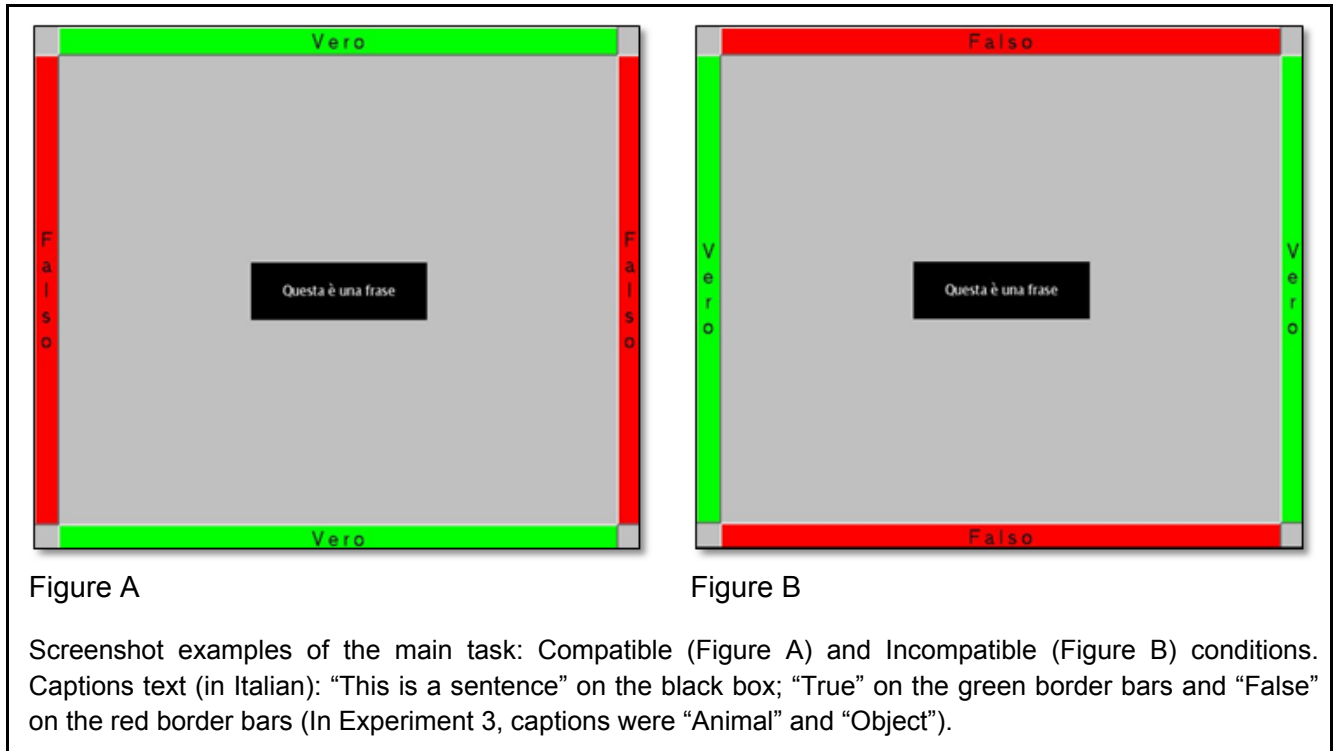 Vero
Falso
Falso
Questa è una frase
Vero
Falso
Vero
Vero
Questa è una frase
Falso
Figure A
Figure B
Screenshot examples of the main task: Compatible (Figure A) and Incompatible (Figure B) conditions.
Captions text (in Italian): “This is a sentence” on the black box; “True” on the green border bars and “False”
on the red border bars (In Experiment 3, captions were “Animal” and “Object”).